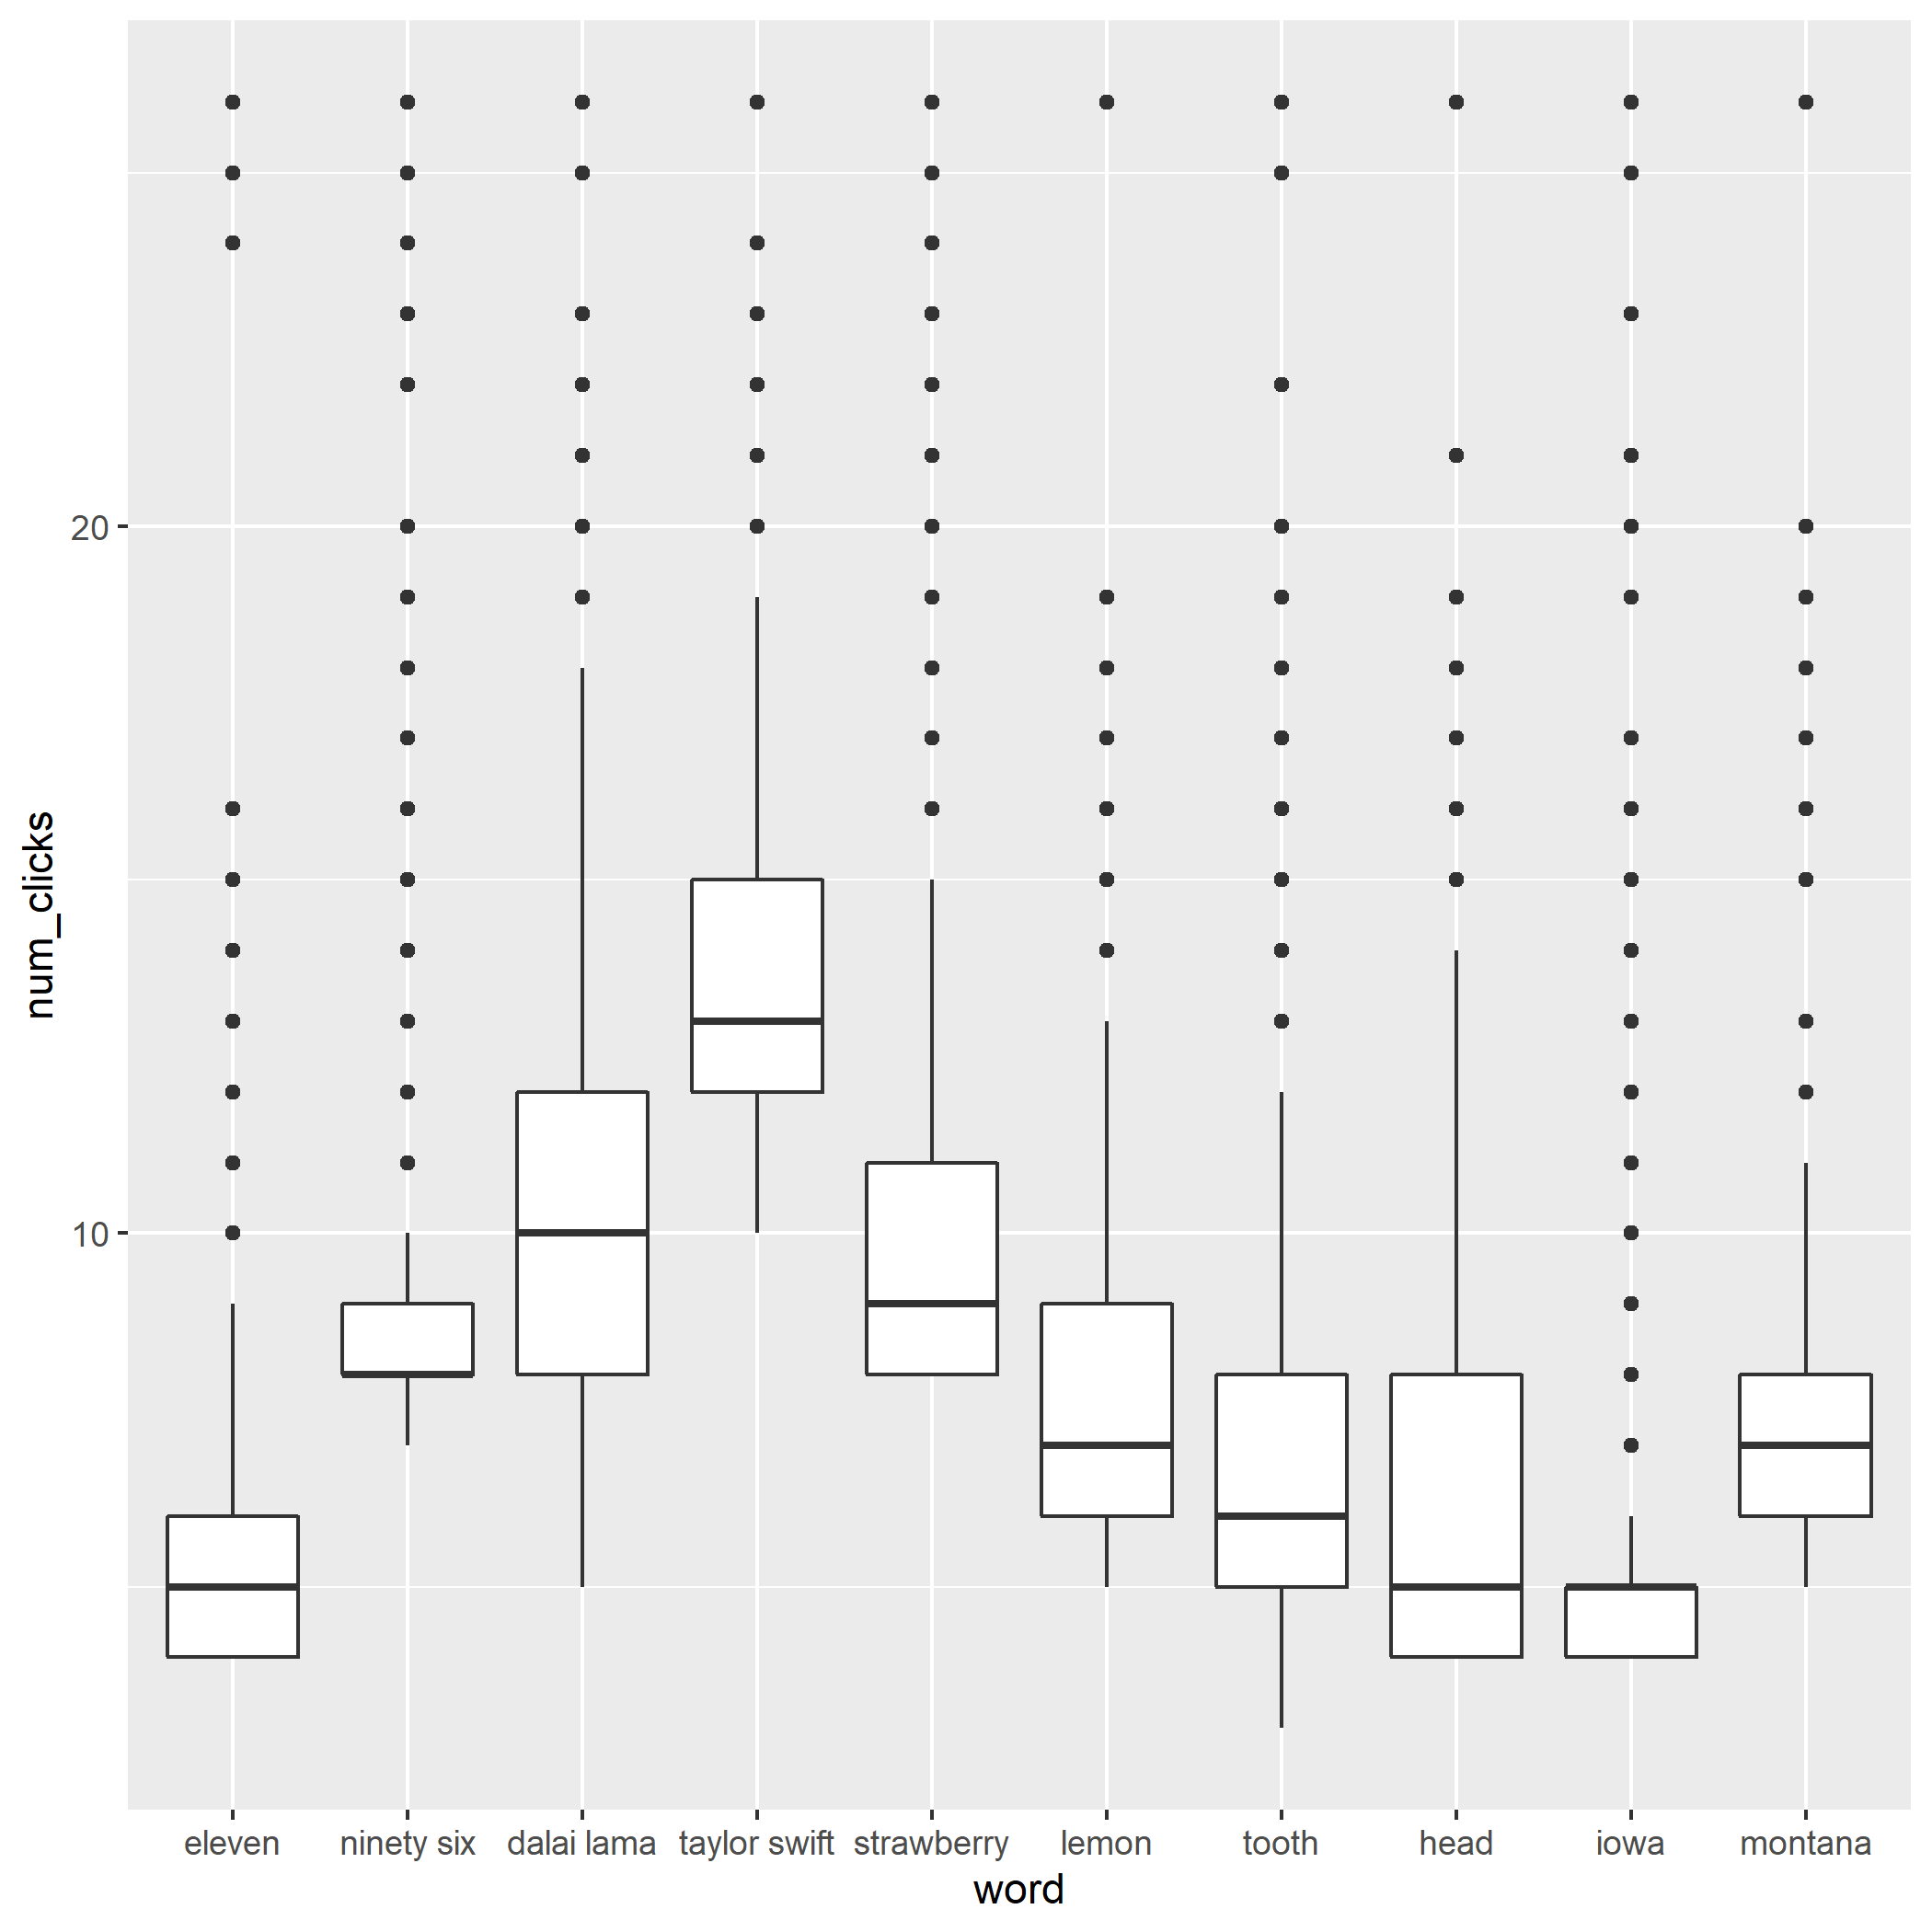 num_clicks
20
10
eleven ninety six dalai lama taylor swift strawberry lemon tooth head iowa montana
word